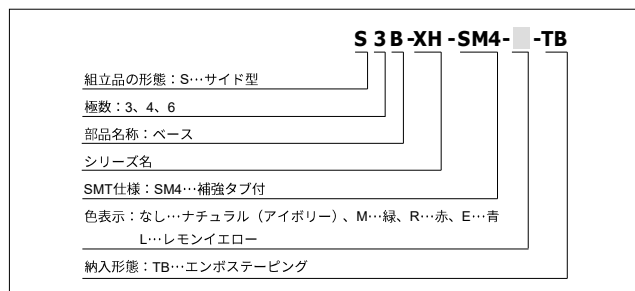 S 3 B -XH -SM4- -TB
組立品の形態：S…サイド型
極数：3、4、6
部品名称：ベース
シリーズ名
SMT仕様：SM4…補強タブ付
色表示：なし…ナチュラル（アイボリー）、M…緑、R…赤、E…青
L…レモンイエロー
納入形態：TB…エンボステーピング